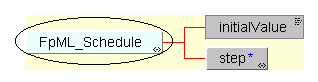 FpML_Schedule
initialValue
step*